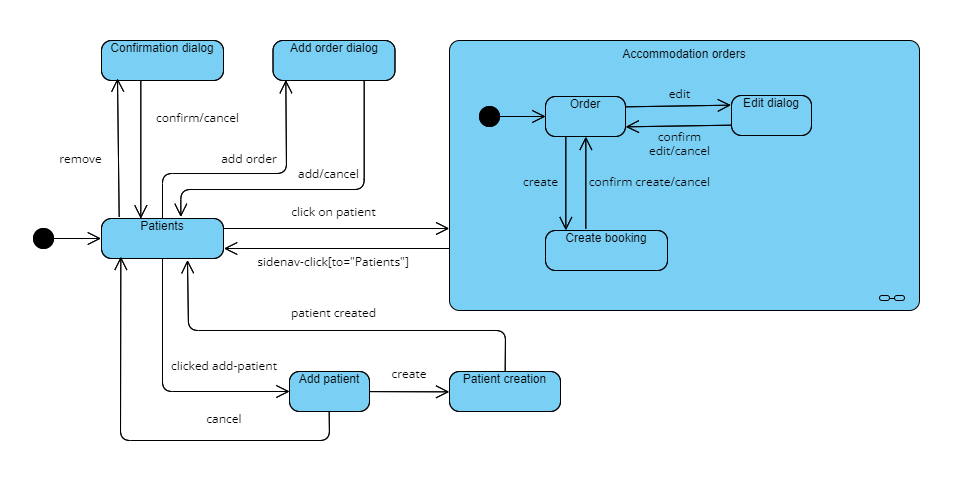 Confirmation dialog
Add order dialog
Accommodation orders
Order
edit
Edit dialog
confirm/cancel
confirm
edit/cancel
remove
add order
add/cancel
create
confirm create/cancel
click on patient
Patients
Create booking
sidenav-click[to="Patients"]
patient created
clicked add-patient
Add patient
create
Patient creation
cancel